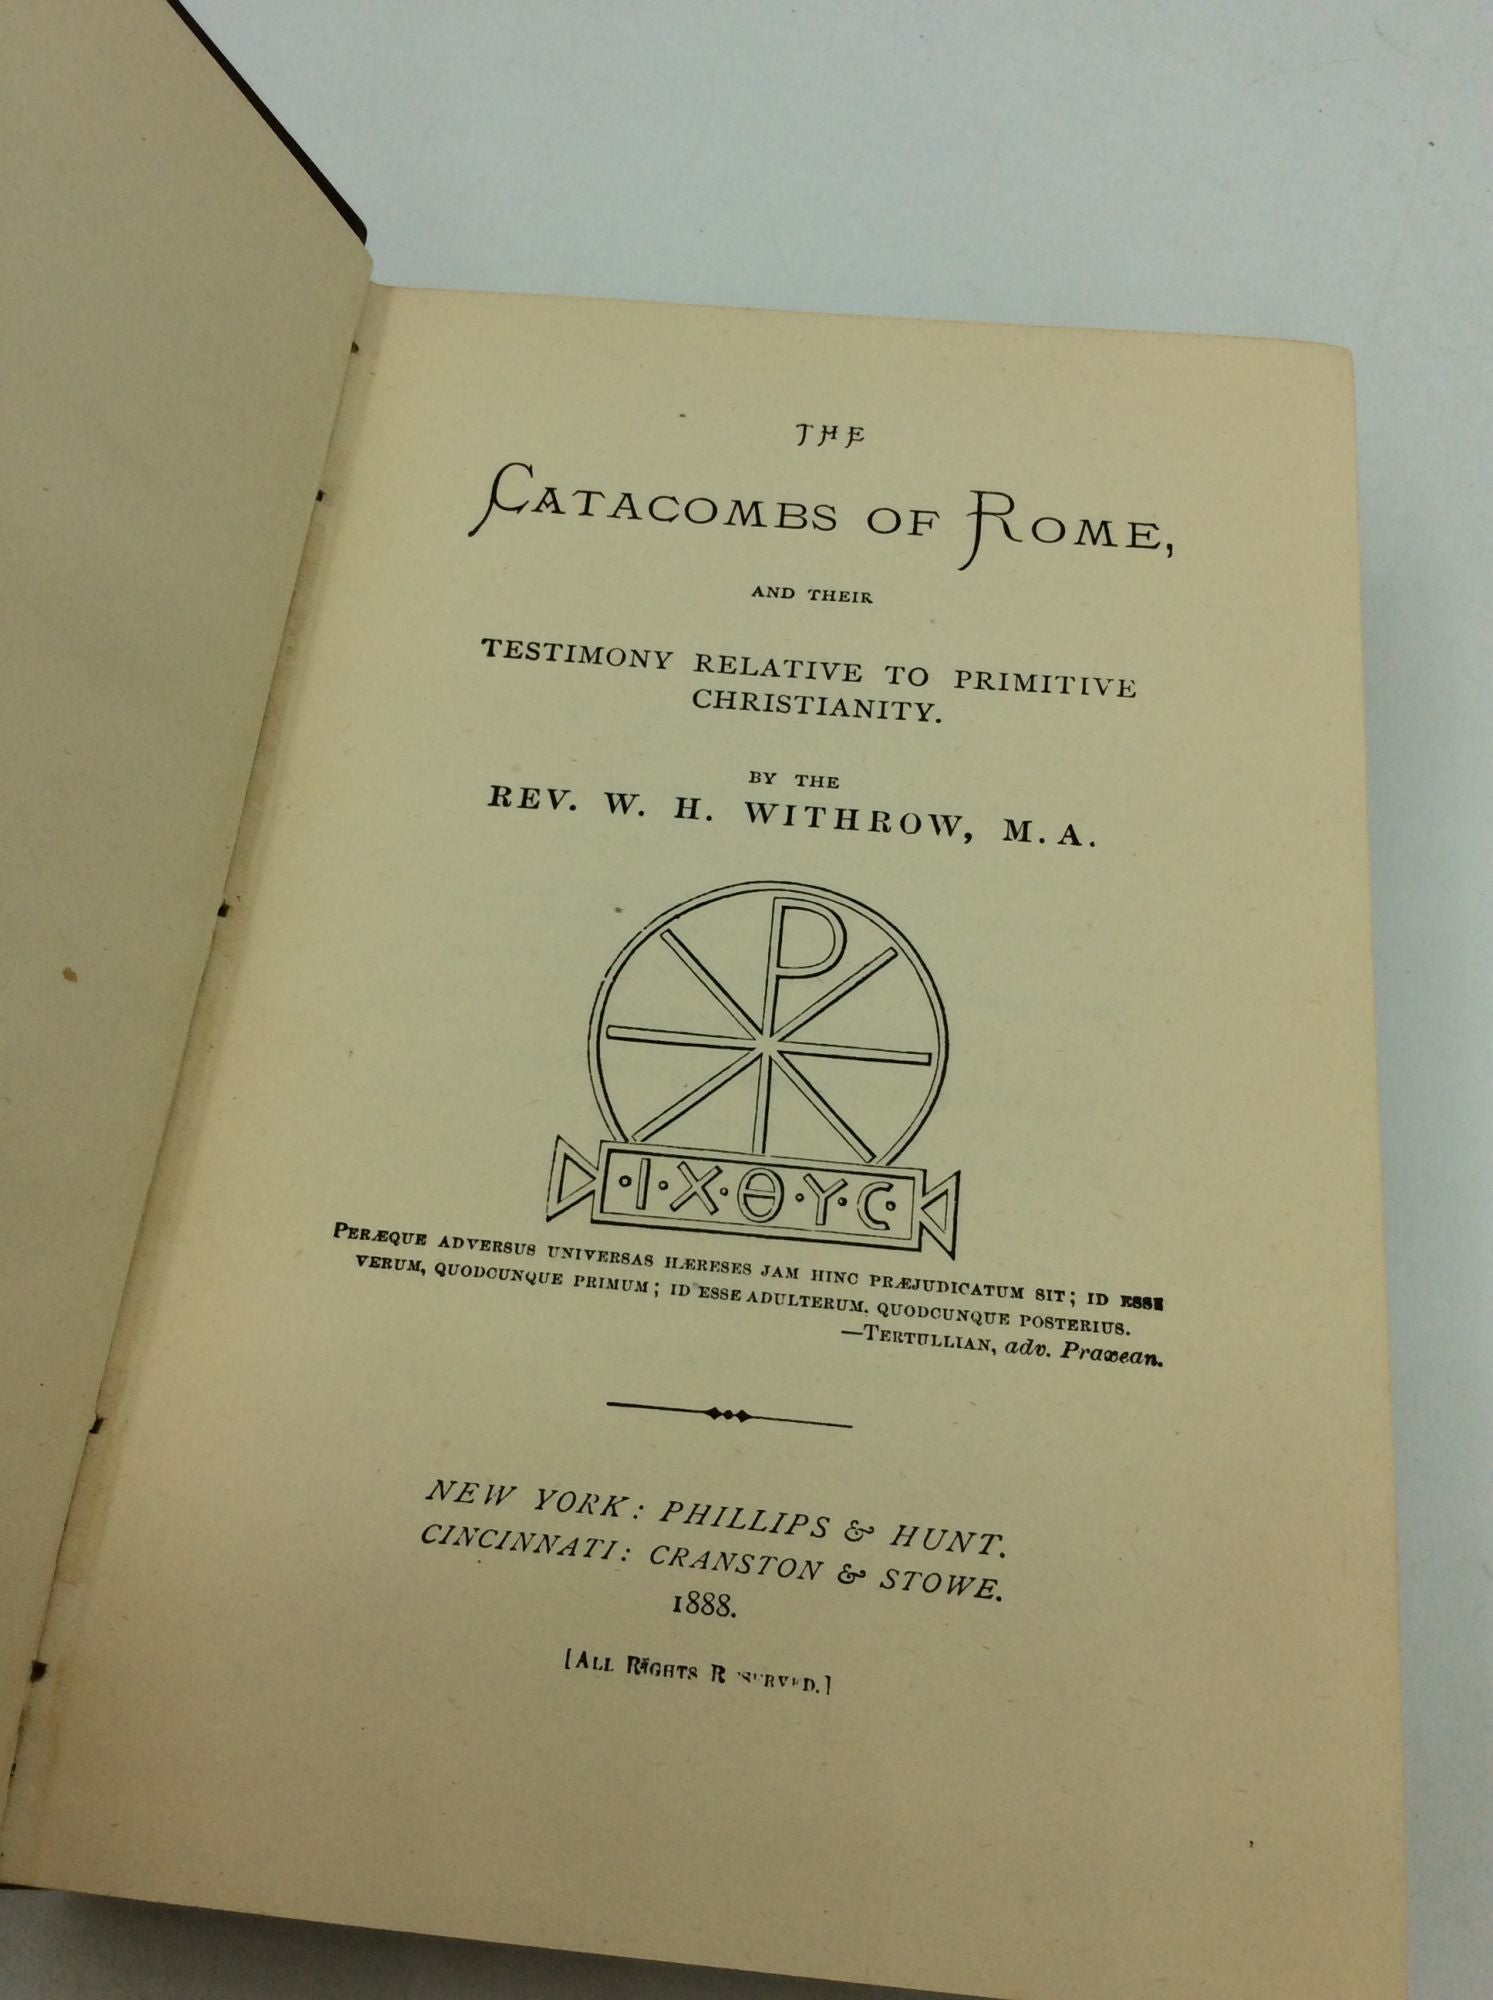 THE
CATACOMBS OF ROME,
AND THEIR
TESTIMONY RELATIVE TO PRIMITIVE
CHRISTIANITY.
BY THE
REV. W. H. WITHROW, M.A.
P
·I·X·Θ·Y·C·
PERÆQUE ADVERSUS UNIVERSAS HÆRESES JAM HINC PRÆJUDICATUM SIT; ID ESSE
VERUM, QUODCUNQUE PRIMUM; ID ESSE ADULTERUM. QUODCUNQUE POSTERIUS.
—TERTULLIAN, adv. Praxean.
NEW YORK: PHILLIPS & HUNT.
CINCINNATI: CRANSTON & STOWE.
1888.
[ALL RIGHTS RESERVED.]